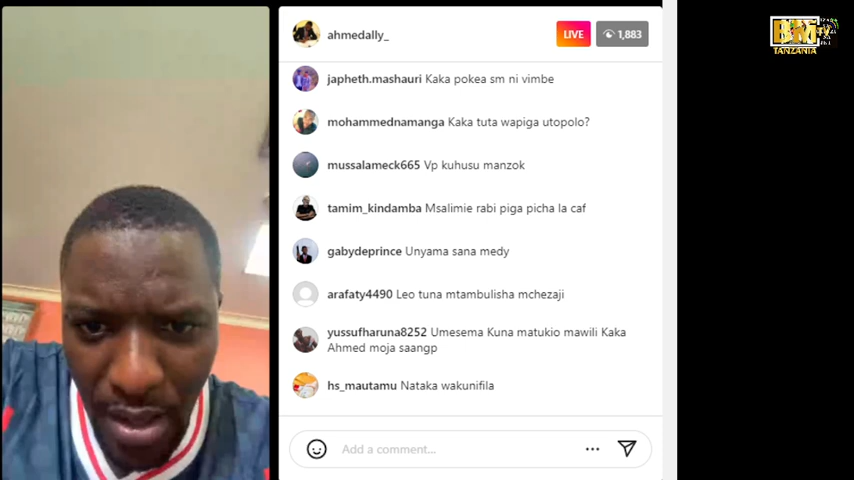 ahmedally_
LIVE
1,883
BM TV
TANZANIA
japheth.mashauri Kaka pokea sm ni vimbe
mohammednamanga Kaka tuta wapiga utopolo?
mussalameck665 Vp kuhusu manzok
tamim_kindamba Msalimie rabi piga picha la caf
gabydeprince Unyama sana medy
arafaty4490 Leo tuna mtambulisha mchezaji
yussufharuna8252 Umesema Kuna matukio mawili Kaka
Ahmed moja saangp
hs_mautamu Nataka wakunifila
Add a comment...